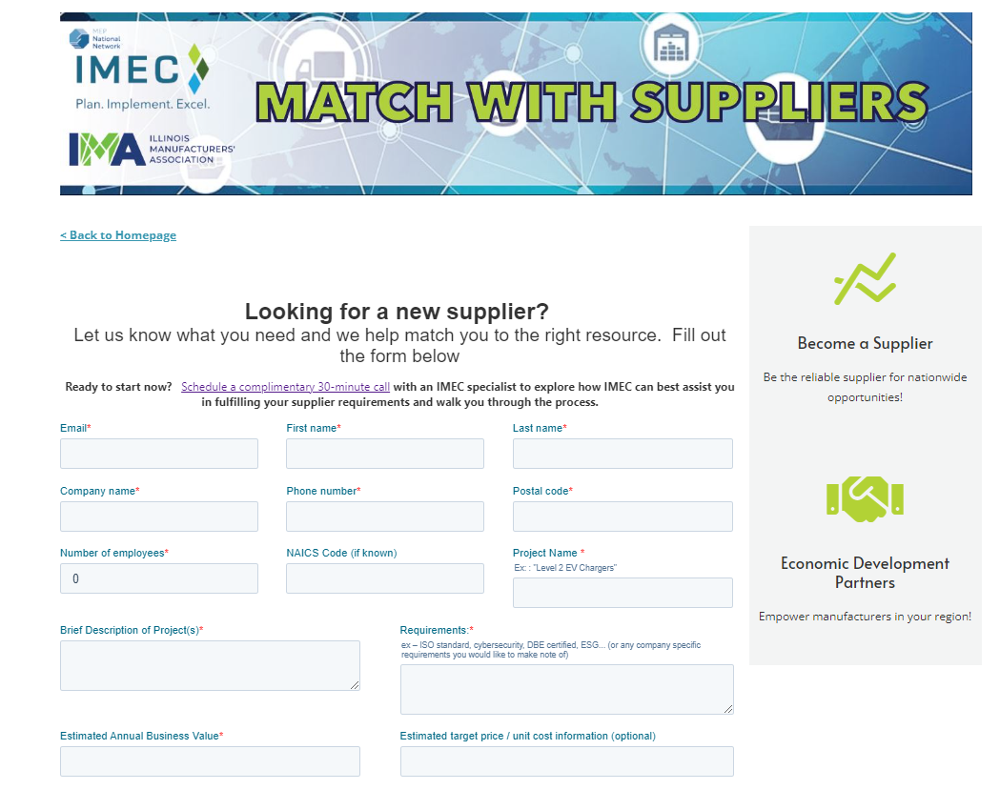 MEP
National
Network
IMEC
Plan. Implement. Excel.
IMA ILLINOIS
MANUFACTURERS'
ASSOCIATION
MATCH WITH SUPPLIERS
< Back to Homepage
Looking for a new supplier?
Let us know what you need and we help match you to the right resource.  Fill out
the form below
Ready to start now?   Schedule a complimentary 30-minute call with an IMEC specialist to explore how IMEC can best assist you
in fulfilling your supplier requirements and walk you through the process.
Email*
First name*
Last name*
Company name*
Phone number*
Postal code*
Number of employees*
0
NAICS Code (if known)
Project Name *
Ex: : "Level 2 EV Chargers"
Brief Description of Project(s)*
Requirements:*
ex – ISO standard, cybersecurity, DBE certified, ESG... (or any company specific
requirements you would like to make note of)
Estimated Annual Business Value*
Estimated target price / unit cost information (optional)
Become a Supplier
Be the reliable supplier for nationwide
opportunities!
Economic Development
Partners
Empower manufacturers in your region!